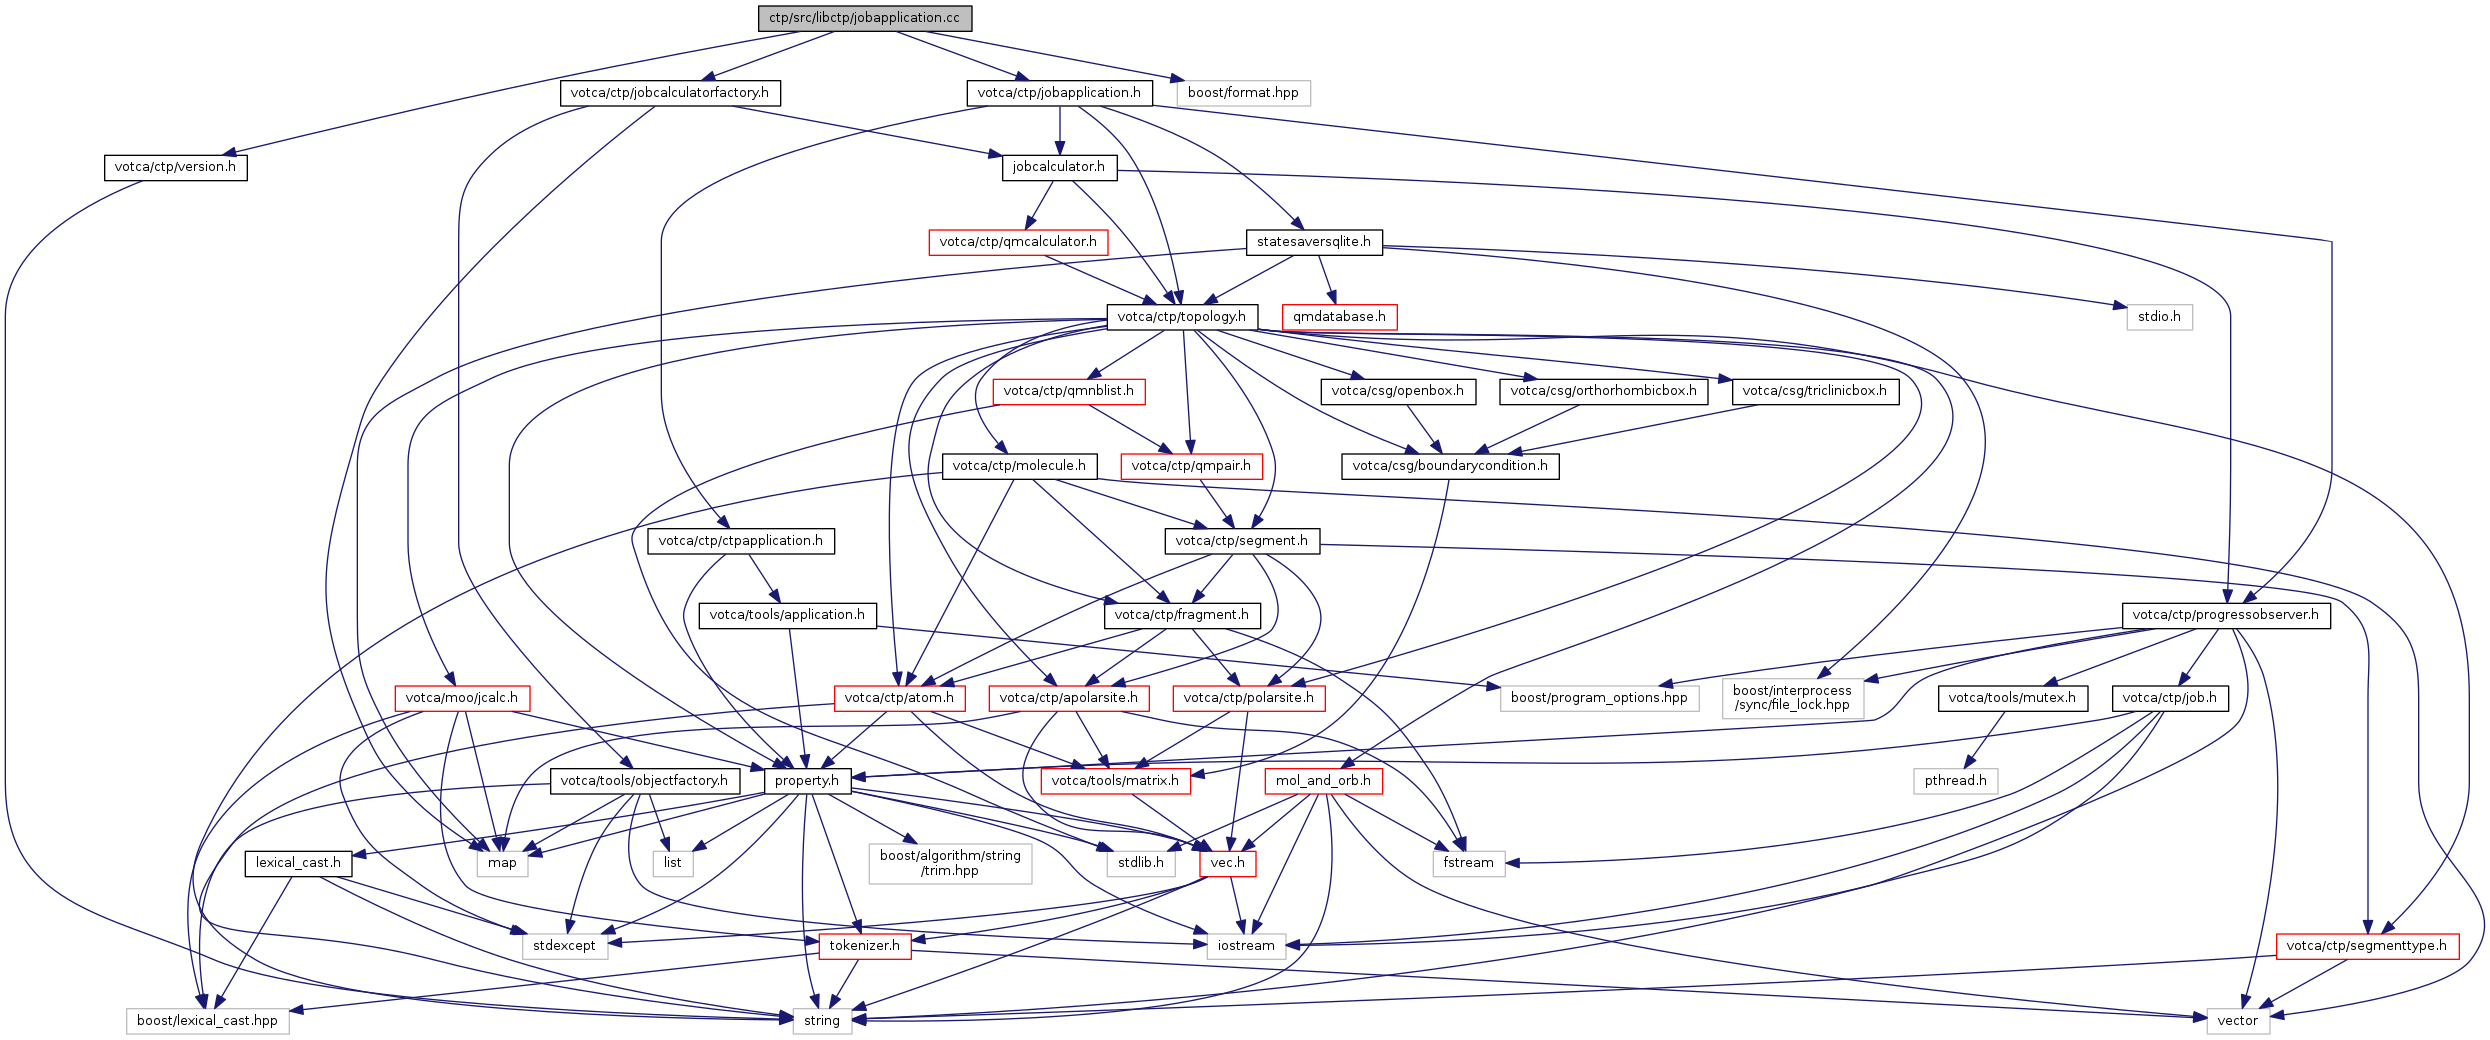 ctp/src/libctp/jobapplication.cc
votca/ctp/jobcalculatorfactory.h
votca/ctp/jobapplication.h
boost/format.hpp
votca/ctp/version.h
jobcalculator.h
votca/ctp/qmcalculator.h
statesaversqlite.h
votca/ctp/topology.h
qmdatabase.h
stdio.h
votca/ctp/qmnblist.h
votca/csg/openbox.h
votca/csg/orthorhombicbox.h
votca/csg/triclinicbox.h
votca/ctp/molecule.h
votca/ctp/qmpair.h
votca/csg/boundarycondition.h
votca/ctp/ctpapplication.h
votca/ctp/segment.h
votca/tools/application.h
votca/ctp/fragment.h
votca/ctp/progressobserver.h
votca/moo/jcalc.h
votca/ctp/atom.h
votca/ctp/apolarsite.h
votca/ctp/polarsite.h
boost/program_options.hpp
boost/interprocess
/sync/file_lock.hpp
votca/tools/mutex.h
votca/ctp/job.h
votca/tools/objectfactory.h
property.h
votca/tools/matrix.h
mol_and_orb.h
pthread.h
lexical_cast.h
map
list
boost/algorithm/string
/trim.hpp
stdlib.h
vec.h
fstream
stdexcept
tokenizer.h
iostream
votca/ctp/segmenttype.h
boost/lexical_cast.hpp
string
vector